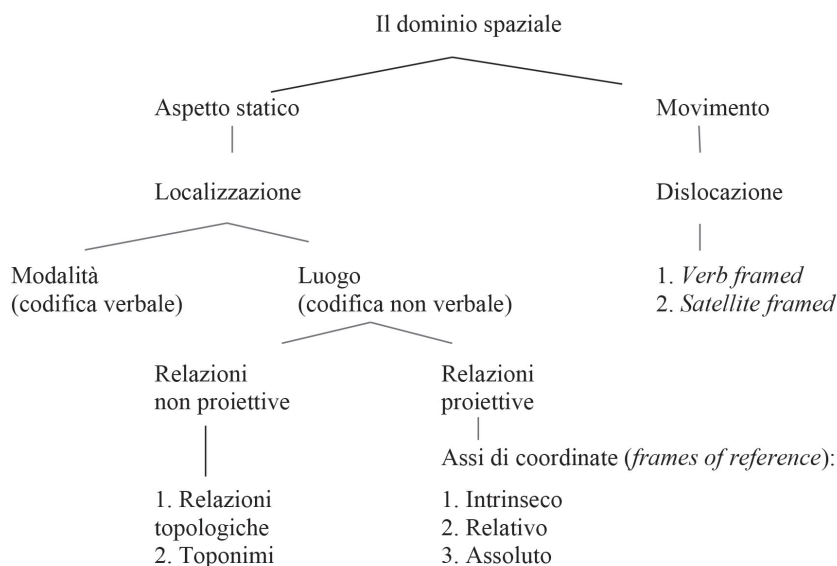 Il dominio spaziale
Aspetto statico
Movimento
Localizzazione
Dislocazione
Modalità
(codifica verbale)
Luogo
(codifica non verbale)
1. Verb framed
2. Satellite framed
Relazioni
non proiettive
Relazioni
proiettive
Assi di coordinate (frames of reference):
1. Relazioni
topologiche
2. Toponimi
1. Intrinseco
2. Relativo
3. Assoluto